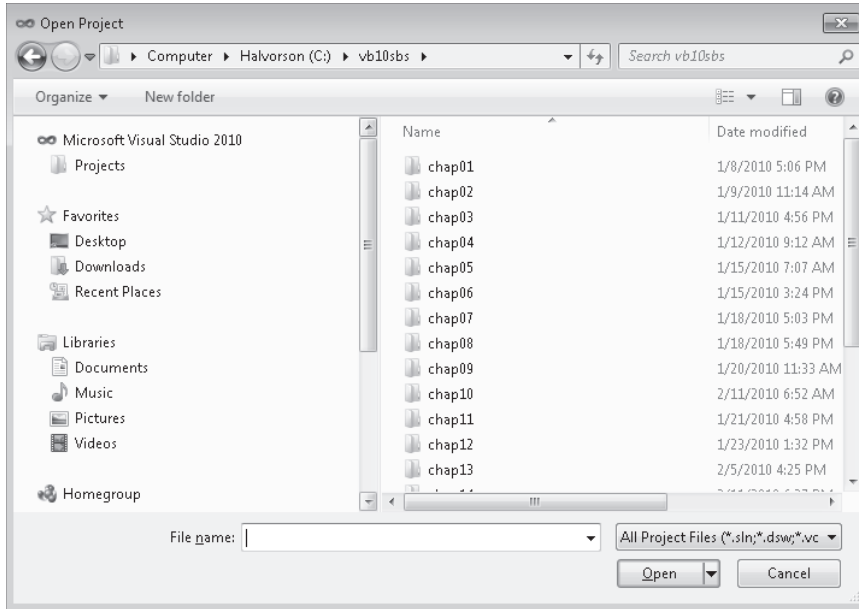 Open Project
Computer ▸ Halvorson (C:) ▸ vb10sbs ▸
Search vb10sbs
Organize
New folder
Microsoft Visual Studio 2010
Projects
Favorites
Desktop
Downloads
Recent Places
Libraries
Documents
Music
Pictures
Videos
Homegroup
Name Date modified
chap01 1/8/2010 5:06 PM
chap02 1/9/2010 11:14 AM
chap03 1/11/2010 4:56 PM
chap04 1/12/2010 9:12 AM
chap05 1/15/2010 7:07 AM
chap06 1/15/2010 3:24 PM
chap07 1/18/2010 5:03 PM
chap08 1/18/2010 5:49 PM
chap09 1/20/2010 11:33 AM
chap10 2/11/2010 6:52 AM
chap11 1/21/2010 4:58 PM
chap12 1/23/2010 1:32 PM
chap13 2/5/2010 4:25 PM
File name:
All Project Files (*.sln;*.dsw;*.vc
Open
Cancel